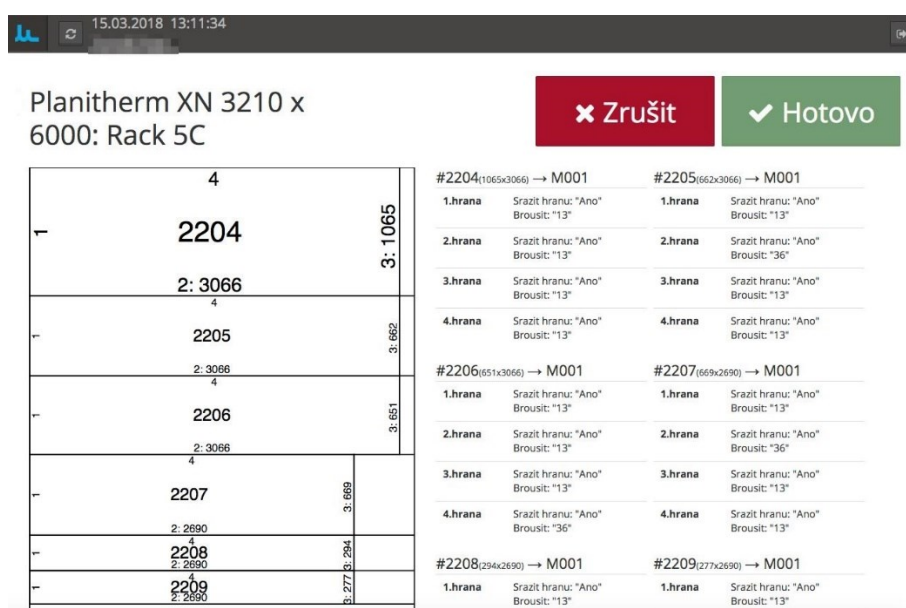 15.03.2018 13:11:34
Planitherm XN 3210 x
6000: Rack 5C
Zrušit
Hotovo
4
1
2204
3: 1065
2: 3066
4
1
2205
3: 662
2: 3066
4
1
2206
3: 651
2: 3066
4
1
2207
3: 669
2: 2690
4
1
2208
3: 294
2: 2690
4
1
2209
3: 277
2: 2690
#2204(1065x3066) → M001
1.hrana Srazit hranu: "Ano"
Brousit: "13"
2.hrana Srazit hranu: "Ano"
Brousit: "13"
3.hrana Srazit hranu: "Ano"
Brousit: "13"
4.hrana Srazit hranu: "Ano"
Brousit: "13"
#2205(662x3066) → M001
1.hrana Srazit hranu: "Ano"
Brousit: "13"
2.hrana Srazit hranu: "Ano"
Brousit: "36"
3.hrana Srazit hranu: "Ano"
Brousit: "13"
4.hrana Srazit hranu: "Ano"
Brousit: "13"
#2206(651x3066) → M001
1.hrana Srazit hranu: "Ano"
Brousit: "13"
2.hrana Srazit hranu: "Ano"
Brousit: "13"
3.hrana Srazit hranu: "Ano"
Brousit: "13"
4.hrana Srazit hranu: "Ano"
Brousit: "36"
#2207(669x2690) → M001
1.hrana Srazit hranu: "Ano"
Brousit: "13"
2.hrana Srazit hranu: "Ano"
Brousit: "36"
3.hrana Srazit hranu: "Ano"
Brousit: "13"
4.hrana Srazit hranu: "Ano"
Brousit: "13"
#2208(294x2690) → M001
1.hrana Srazit hranu: "Ano"
Brousit: "13"
#2209(277x2690) → M001
1.hrana Srazit hranu: "Ano"
Brousit: "13"